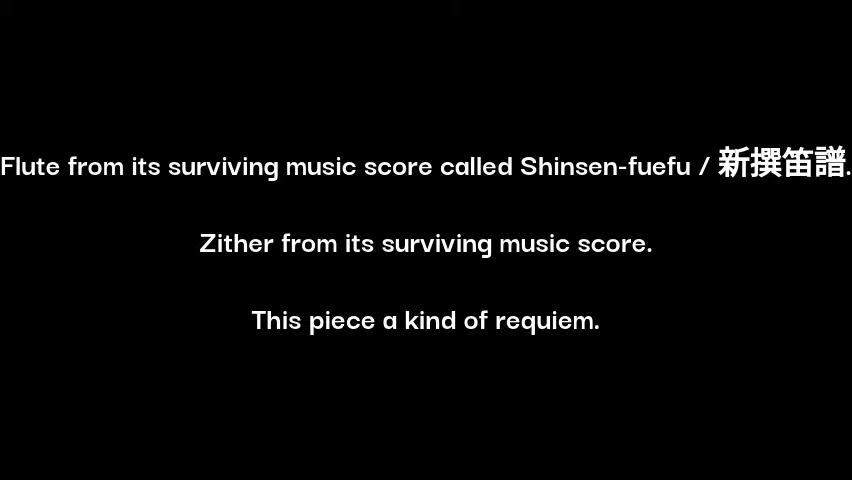 Flute from its surviving music score called Shinsen-fuefu / 新撰笛譜.
Zither from its surviving music score.
This piece a kind of requiem.